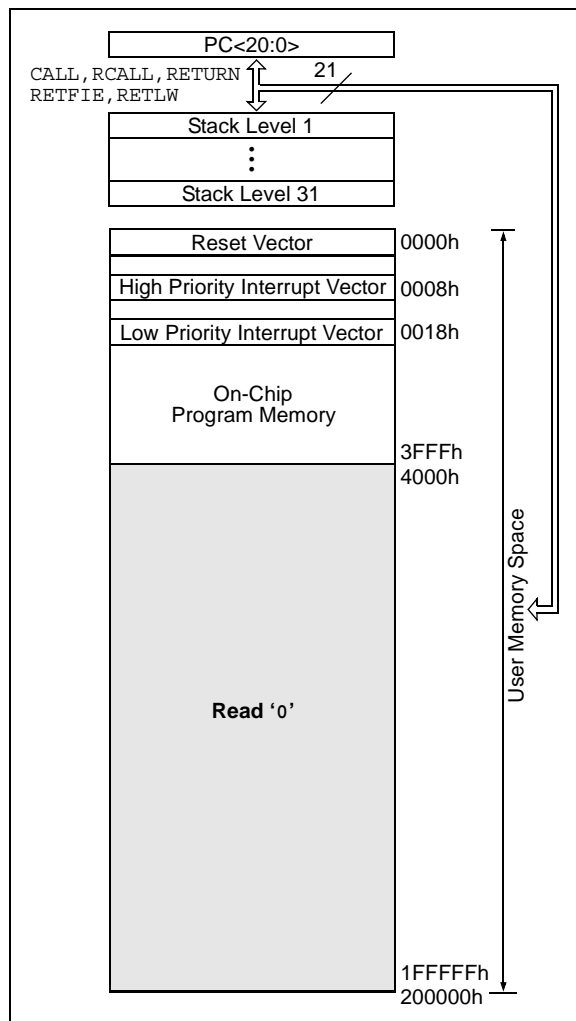 PC<20:0>
CALL,RCALL,RETURN
RETFIE,RETLW
21
Stack Level 1
Stack Level 31
Reset Vector
0000h
High Priority Interrupt Vector
0008h
Low Priority Interrupt Vector
0018h
On-Chip
Program Memory
3FFFh
4000h
User Memory Space
Read ‘0’
1FFFFFh
200000h